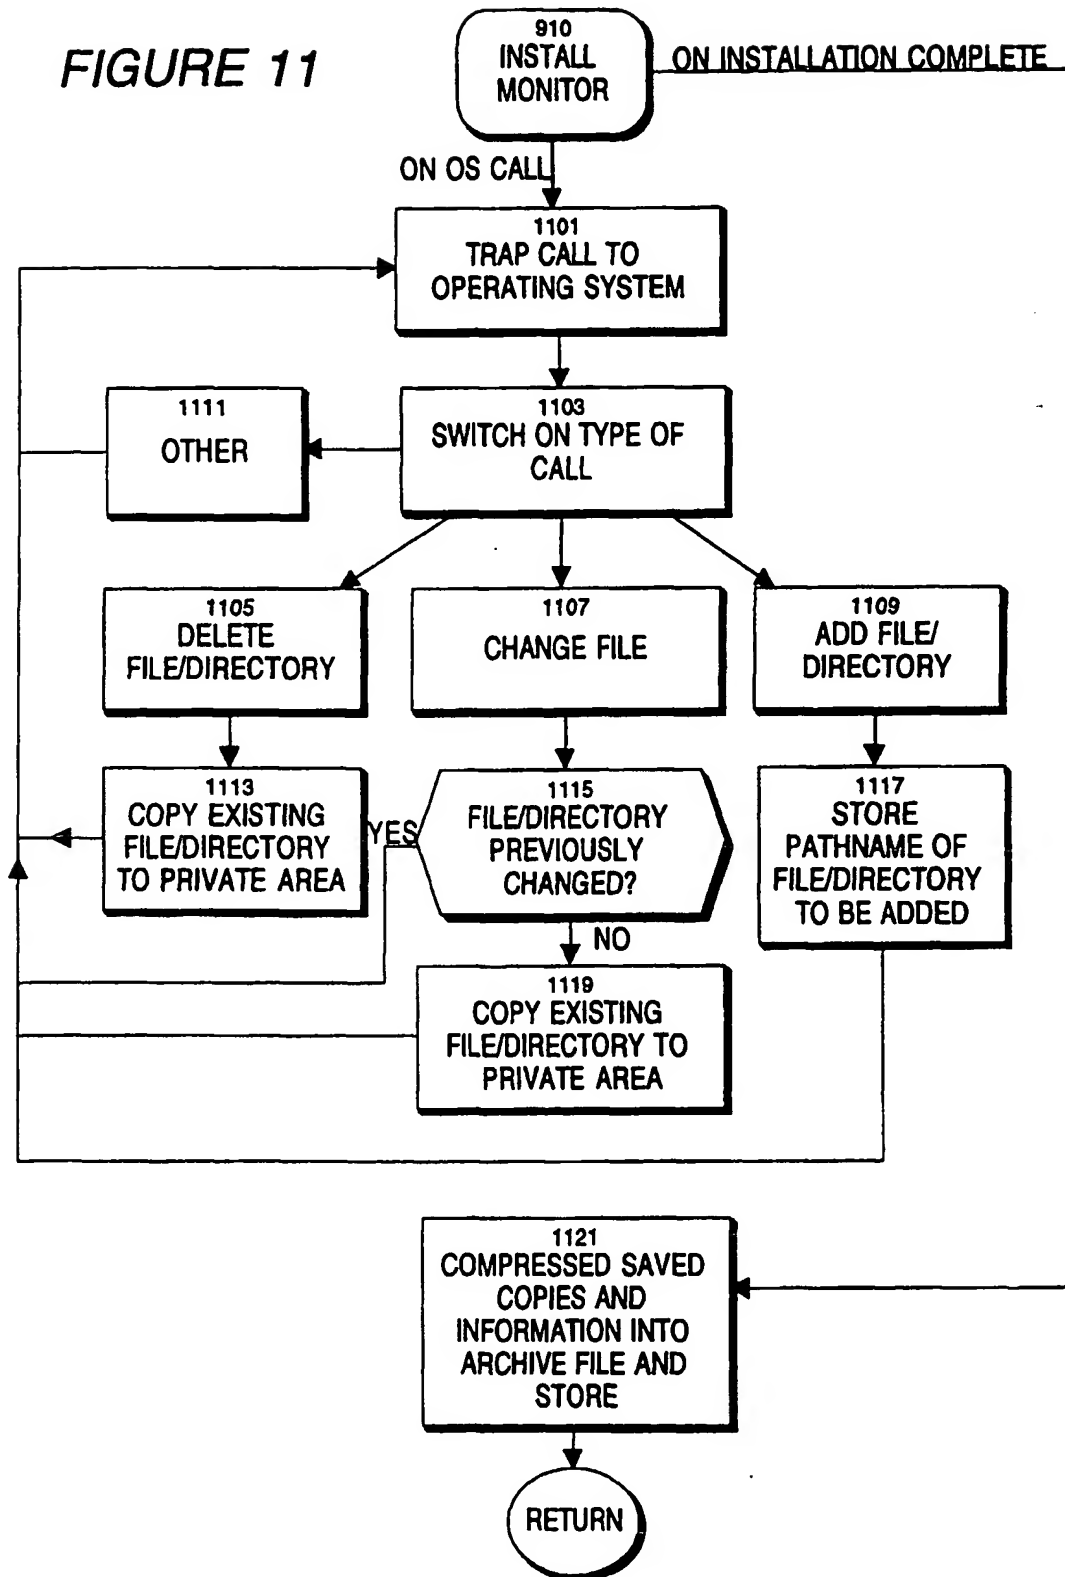 FIGURE 11
910
INSTALL
MONITOR
ON INSTALLATION COMPLETE
ON OS CALL
1101
TRAP CALL TO
OPERATING SYSTEM
1111
OTHER
1103
SWITCH ON TYPE OF
CALL
1105
DELETE
FILE/DIRECTORY
1107
CHANGE FILE
1109
ADD FILE/
DIRECTORY
1113
COPY EXISTING
FILE/DIRECTORY
TO PRIVATE AREA
YES
1115
FILE/DIRECTORY
PREVIOUSLY
CHANGED?
1117
STORE
PATHNAME OF
FILE/DIRECTORY
TO BE ADDED
NO
1119
COPY EXISTING
FILE/DIRECTORY TO
PRIVATE AREA
1121
COMPRESSED SAVED
COPIES AND
INFORMATION INTO
ARCHIVE FILE AND
STORE
RETURN